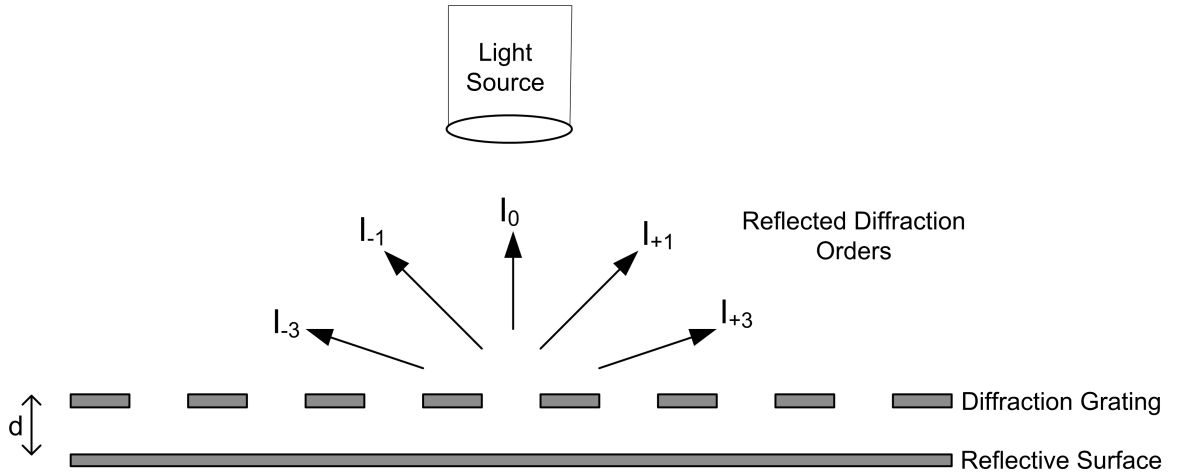 Light
Source
I0
I-1
I+1
Reflected Diffraction
Orders
I-3
I+3
Diffraction Grating
d
Reflective Surface